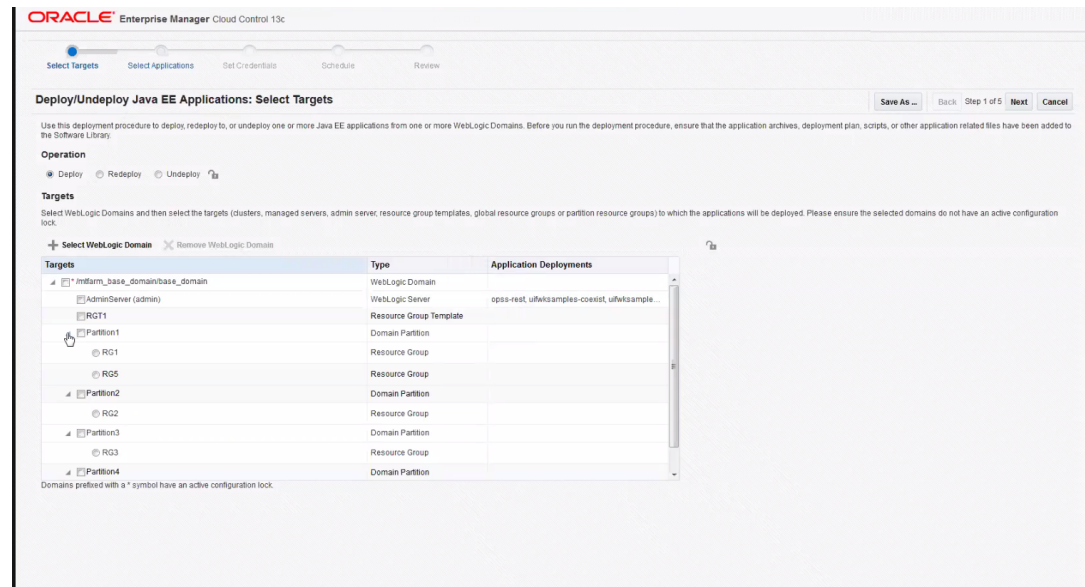 ORACLE Enterprise Manager Cloud Control 13c
Select Targets Select Applications Set Credentials Schedule Review
Deploy/Undeploy Java EE Applications: Select Targets
Save As ... Back Step 1 of 5 Next Cancel
Use this deployment procedure to deploy, redeploy to, or undeploy one or more Java EE applications from one or more WebLogic Domains. Before you run the deployment procedure, ensure that the application archives, deployment plan, scripts, or other application related files have been added to
the Software Library.
Operation
Deploy Redeploy Undeploy
Targets
Select WebLogic Domains and then select the targets (clusters, managed servers, admin server, resource group templates, global resource groups or partition resource groups) to which the applications will be deployed. Please ensure the selected domains do not have an active configuration
lock.
Select WebLogic Domain Remove WebLogic Domain
Targets Type Application Deployments
* /mtfarm_base_domain/base_domain WebLogic Domain
AdminServer (admin) WebLogic Server opss-rest, uifwksamples-coexist, uifwksample...
RGT1 Resource Group Template
Partition1 Domain Partition
RG1 Resource Group
RG5 Resource Group
Partition2 Domain Partition
RG2 Resource Group
Partition3 Domain Partition
RG3 Resource Group
Partition4 Domain Partition
Domains prefixed with a * symbol have an active configuration lock.